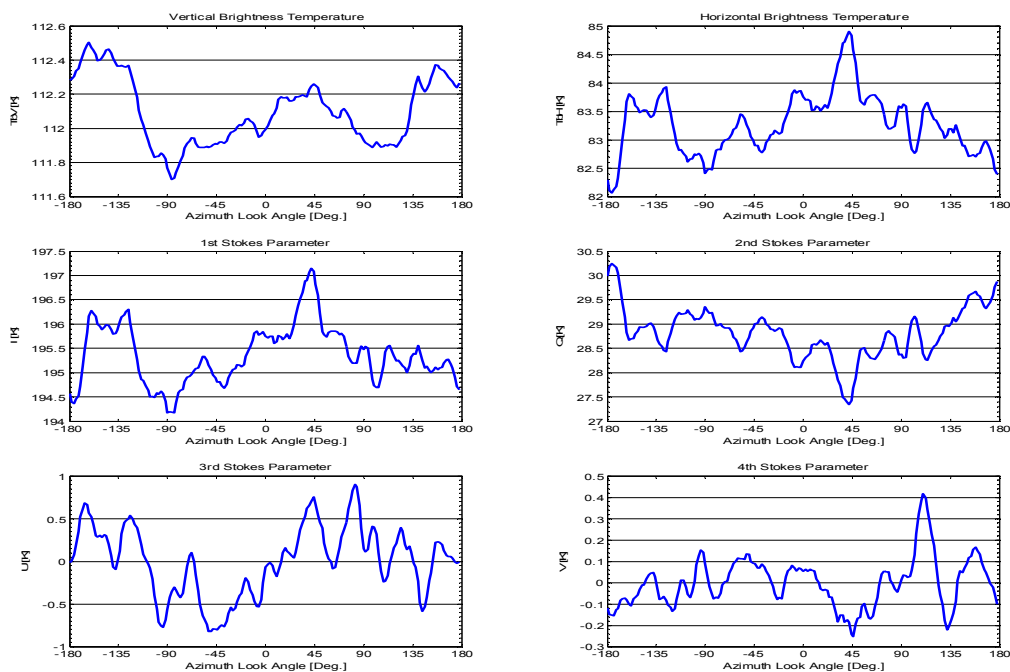 Vertical Brightness Temperature
112.6
112.4
112.2
112
111.8
111.6
TbV[K]
-180 -135 -90 -45 0 45 90 135 180
Azimuth Look Angle [Deg.]
Horizontal Brightness Temperature
85
84.5
84
83.5
83
82.5
82
TbH[K]
-180 -135 -90 -45 0 45 90 135 180
Azimuth Look Angle [Deg.]
1st Stokes Parameter
197.5
197
196.5
196
195.5
195
194.5
194
I [K]
-180 -135 -90 -45 0 45 90 135 180
Azimuth Look Angle [Deg.]
2nd Stokes Parameter
30.5
30
29.5
29
28.5
28
27.5
27
Q[K]
-180 -135 -90 -45 0 45 90 135 180
Azimuth Look Angle [Deg.]
3rd Stokes Parameter
1
0.5
0
-0.5
-1
U[K]
-180 -135 -90 -45 0 45 90 135 180
Azimuth Look Angle [Deg.]
4th Stokes Parameter
0.5
0.4
0.3
0.2
0.1
0
-0.1
-0.2
-0.3
V[K]
-180 -135 -90 -45 0 45 90 135 180
Azimuth Look Angle [Deg.]